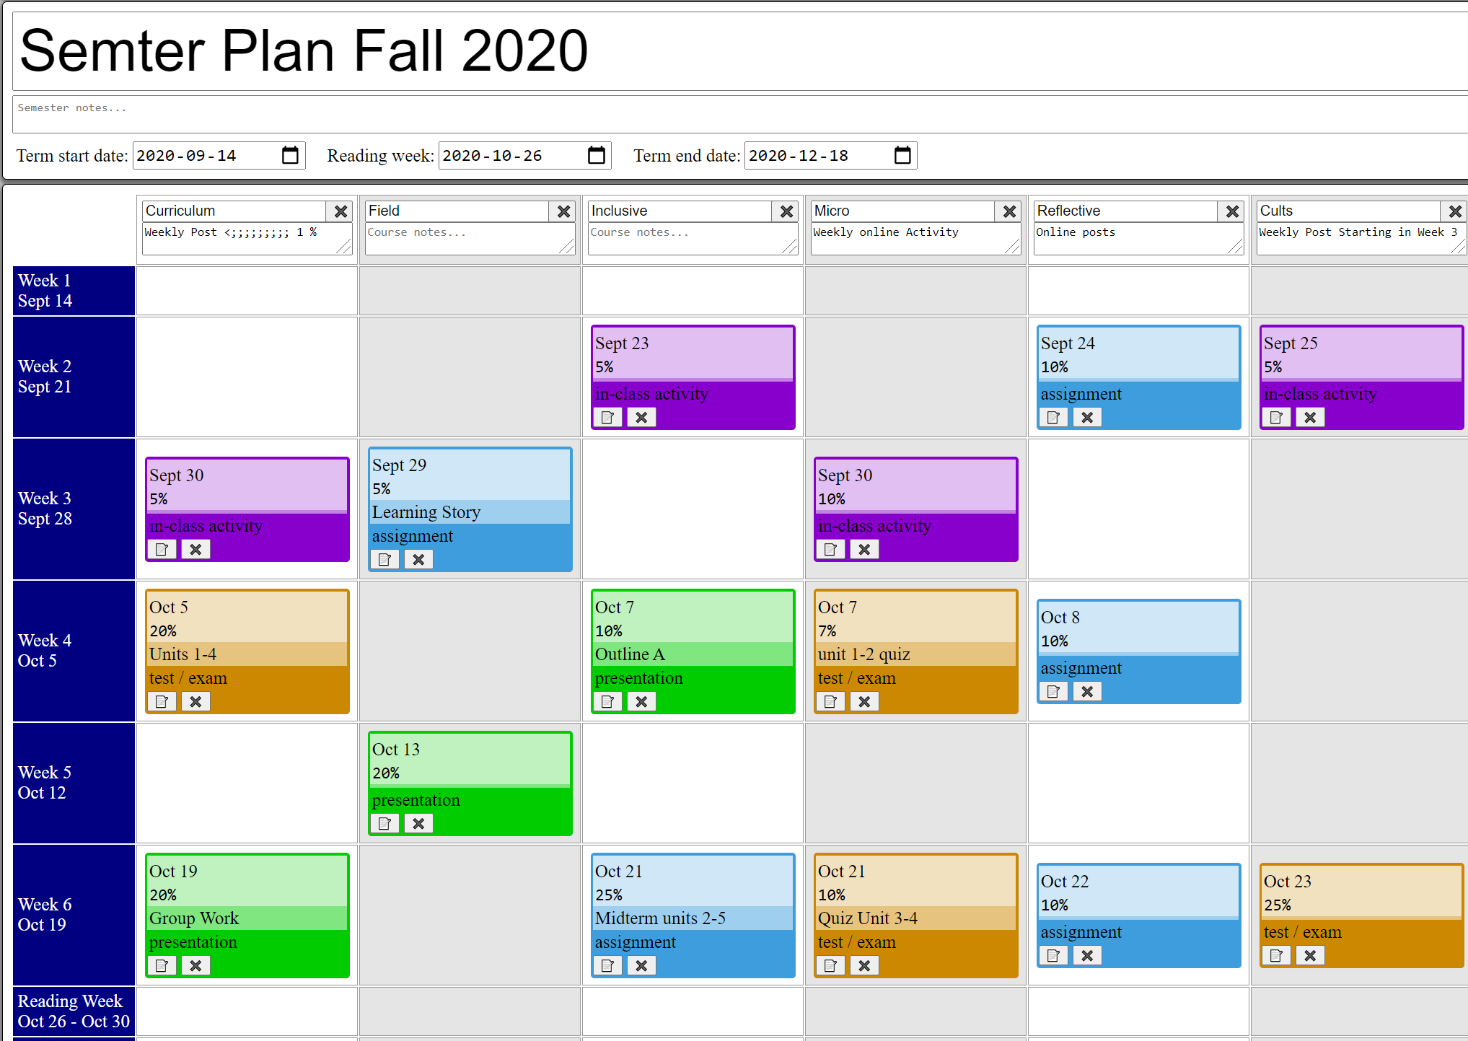 Semter Plan Fall 2020
Semester notes...
Term start date: 2020-09-14 Reading week: 2020-10-26 Term end date: 2020-12-18
Curriculum Field Inclusive Micro Reflective Cults
Weekly Post <;;;;;;;;; 1 % Course notes... Course notes... Weekly online Activity Online posts Weekly Post Starting in Week 3
Week 1
Sept 14
Week 2
Sept 21
Sept 23
5%
in-class activity
Sept 24
10%
assignment
Sept 25
5%
in-class activity
Week 3
Sept 28
Sept 30
5%
in-class activity
Sept 29
5%
Learning Story
assignment
Sept 30
10%
in-class activity
Week 4
Oct 5
Oct 5
20%
Units 1-4
test / exam
Oct 7
10%
Outline A
presentation
Oct 7
7%
unit 1-2 quiz
test / exam
Oct 8
10%
assignment
Week 5
Oct 12
Oct 13
20%
presentation
Week 6
Oct 19
Oct 19
20%
Group Work
presentation
Oct 21
25%
Midterm units 2-5
assignment
Oct 21
10%
Quiz Unit 3-4
test / exam
Oct 22
10%
assignment
Oct 23
25%
test / exam
Reading Week
Oct 26 - Oct 30